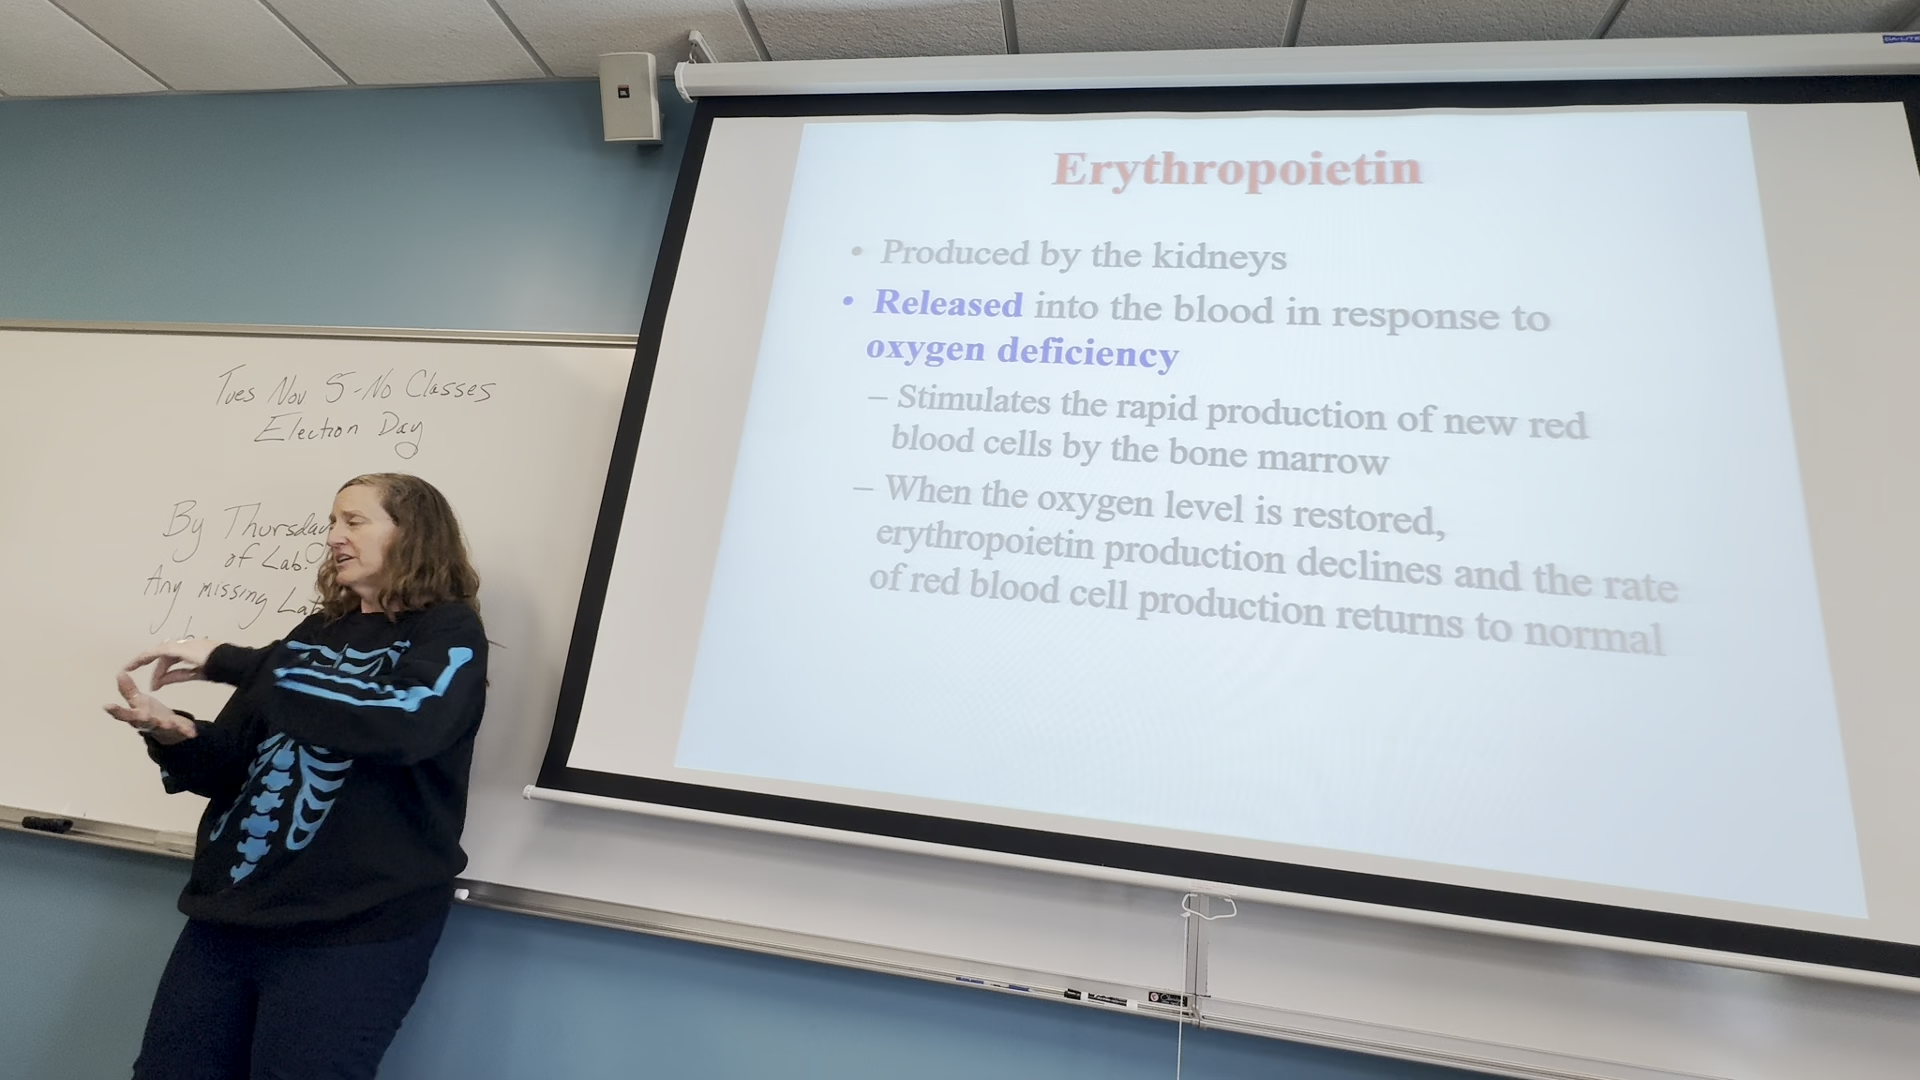 Tues Nov 5 - No Classes
Election Day
By Thursday
of Lab.
Any missing Lab
Erythropoietin
• Produced by the kidneys
• Released into the blood in response to
oxygen deficiency
– Stimulates the rapid production of new red
blood cells by the bone marrow
– When the oxygen level is restored,
erythropoietin production declines and the rate
of red blood cell production returns to normal
DA-LITE